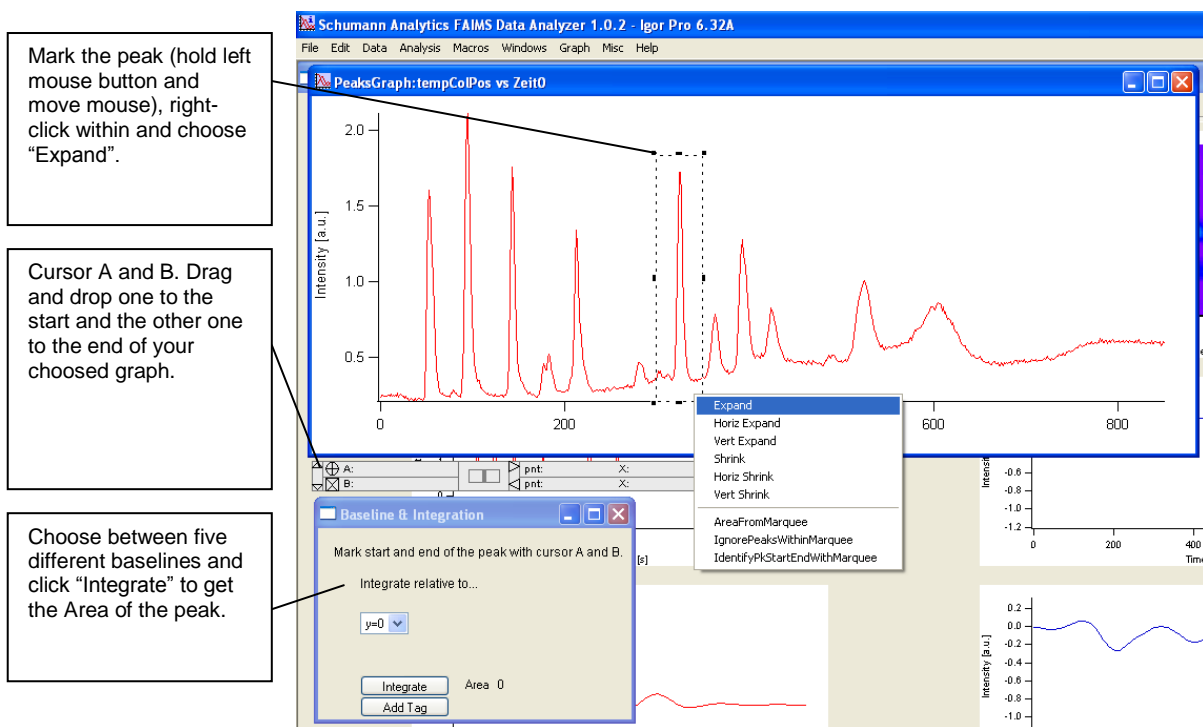 Schumann Analytics FAIMS Data Analyzer 1.0.2 - Igor Pro 6.32A
File Edit Data Analysis Macros Windows Graph Misc Help
Mark the peak (hold left
mouse button and
move mouse), right-
click within and choose
“Expand”.
PeaksGraph:tempColPos vs Zeit0
2.0
1.5
1.0
0.5
Intensity [a.u.]
0 200 600 800
Cursor A and B. Drag
and drop one to the
start and the other one
to the end of your
choosed graph.
Expand
Horiz Expand
Vert Expand
Shrink
Horiz Shrink
Vert Shrink
AreaFromMarquee
IgnorePeaksWithinMarquee
IdentifyPkStartEndWithMarquee
A: pnt: X:
B: pnt: X:
0
[s]
Intensity
-0.6
-0.8
-1.0
-1.2
0 200 400
Time
Choose between five
different baselines and
click “Integrate” to get
the Area of the peak.
Baseline & Integration
Mark start and end of the peak with cursor A and B.
Integrate relative to...
y=0
Integrate Area 0
Add Tag
Intensity [a.u.]
0.2
0.0
-0.2
-0.4
-0.6
-0.8
-1.0